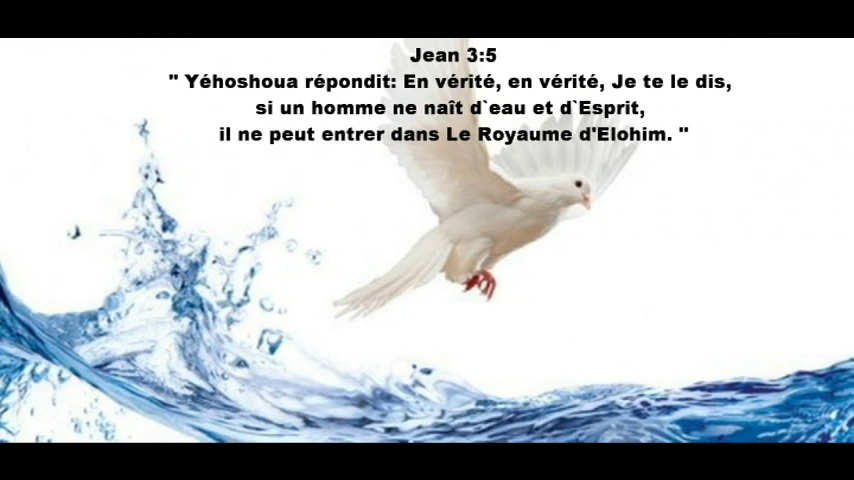 Jean 3:5
" Yéhoshoua répondit: En vérité, en vérité, Je te le dis,
si un homme ne naît d`eau et d`Esprit,
il ne peut entrer dans Le Royaume d'Elohim. "